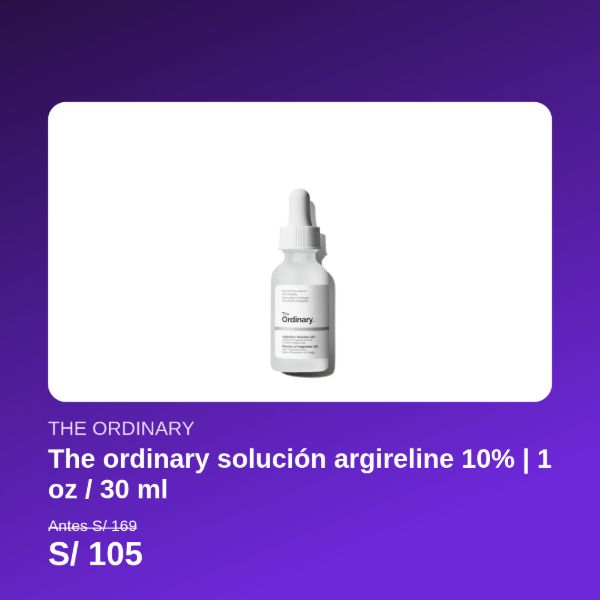 The
Ordinary.
THE ORDINARY
The ordinary solución argireline 10% | 1
oz / 30 ml
Antes S/ 169
S/ 105